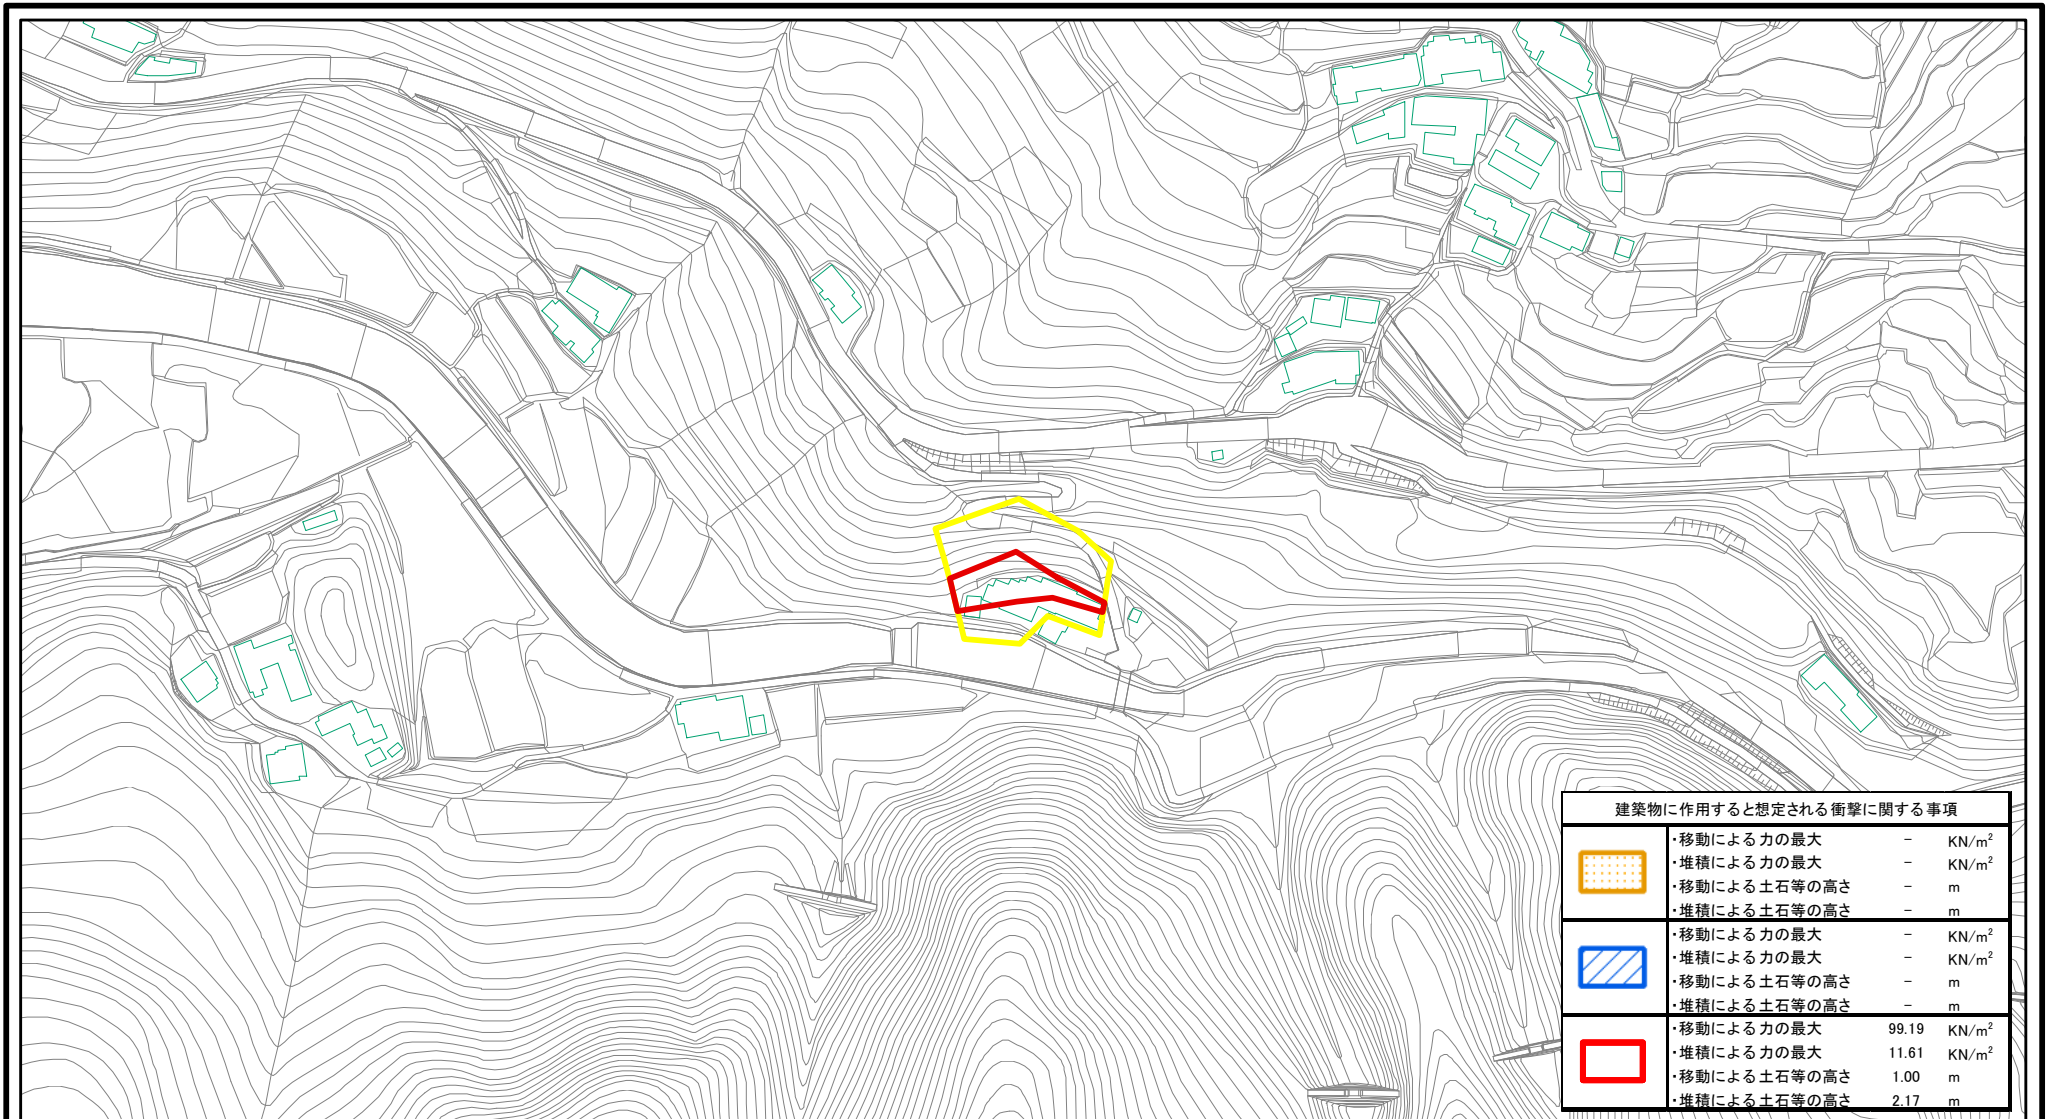 建築物に作用すると想定される衝撃に関する事項
・移動による力の最大 - KN/m²
・堆積による力の最大 - KN/m²
・移動による土石等の高さ - m
・堆積による土石等の高さ - m
・移動による力の最大 - KN/m²
・堆積による力の最大 - KN/m²
・移動による土石等の高さ - m
・堆積による土石等の高さ - m
・移動による力の最大 99.19 KN/m²
・堆積による力の最大 11.61 KN/m²
・移動による土石等の高さ 1.00 m
・堆積による土石等の高さ 2.17 m